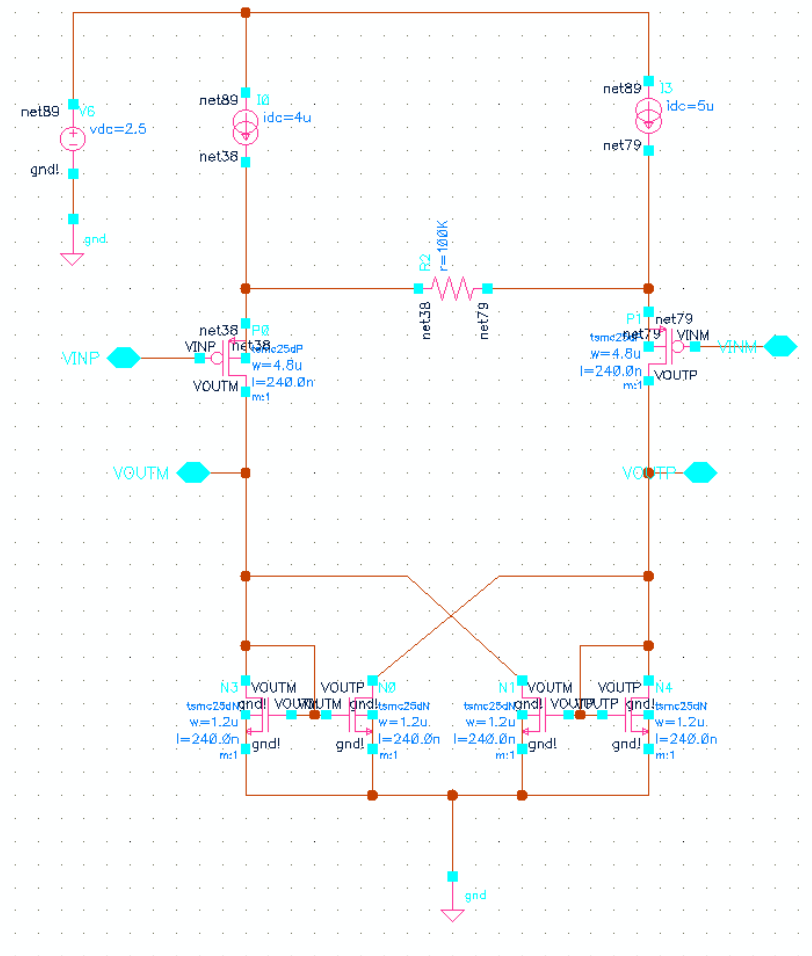 net89
I0
idc=4u
net38
net89
I3
idc=5u
net79
net89
V6
vdc=2.5
gnd!
gnd
R2
r=100K
net38
net79
net38
P0
VINP
VINP
net38
tsmc25dP
w=4.8u
l=240.0n
m:1
VOUTM
P1
net79
net79
VINM
VINM
tsmc25dP
w=4.8u
l=240.0n
m:1
VOUTP
VOUTM
VOUTP
N3
VOUTM
gnd!
VOUTM
tsmc25dN
w=1.2u
l=240.0n
gnd!
m:1
VOUTP
N0
VOUTM
gnd!
tsmc25dN
w=1.2u
l=240.0n
gnd!
m:1
N1
VOUTM
gnd!
VOUTP
tsmc25dN
w=1.2u
l=240.0n
gnd!
m:1
VOUTP
N4
VOUTP
gnd!
tsmc25dN
w=1.2u
l=240.0n
gnd!
m:1
gnd